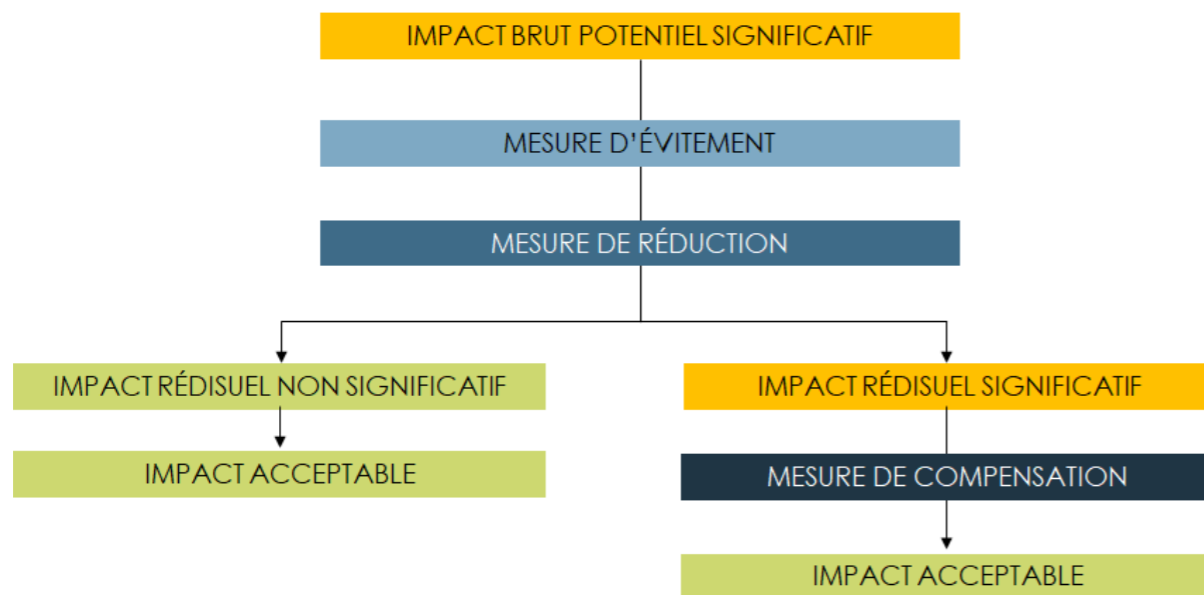 IMPACT BRUT POTENTIEL SIGNIFICATIF
MESURE D'ÉVITEMENT
MESURE DE RÉDUCTION
IMPACT RÉDISUEL NON SIGNIFICATIF
IMPACT RÉDISUEL SIGNIFICATIF
IMPACT ACCEPTABLE
MESURE DE COMPENSATION
IMPACT ACCEPTABLE